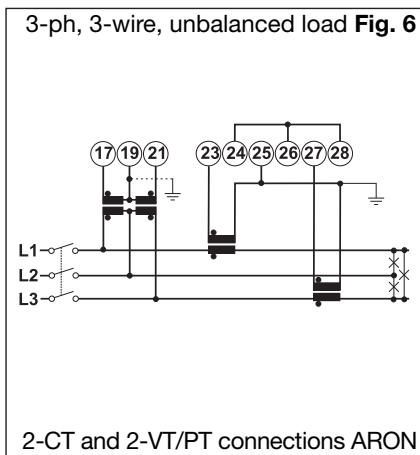 3-ph, 3-wire, unbalanced load Fig. 6
17 19 21 23 24 25 26 27 28
L1
L2
L3
2-CT and 2-VT/PT connections ARON